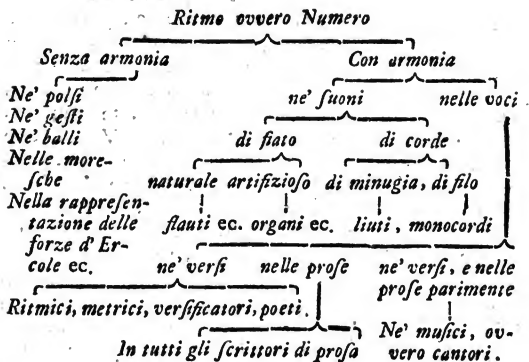 Ritmo ovvero Numero
Senza armonia Con armonia
Ne' polſi ne' ſuoni nelle voci
Ne' geſti
Ne' balli di fiato di corde
Nelle more-
ſche naturale artifizioſo di minugia, di filo
Nella rappreſen-
tazione delle flauti ec. organi ec. liuti, monocordi
forze d' Er-
cole ec. ne' verſi nelle proſe ne' verſi, e nelle
proſe parimente
Ritmici, metrici, verſificatori, poeti.
Ne' muſici, ov-
In tutti gli ſcrittori di proſa vero cantori.